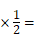 × 1/2 =